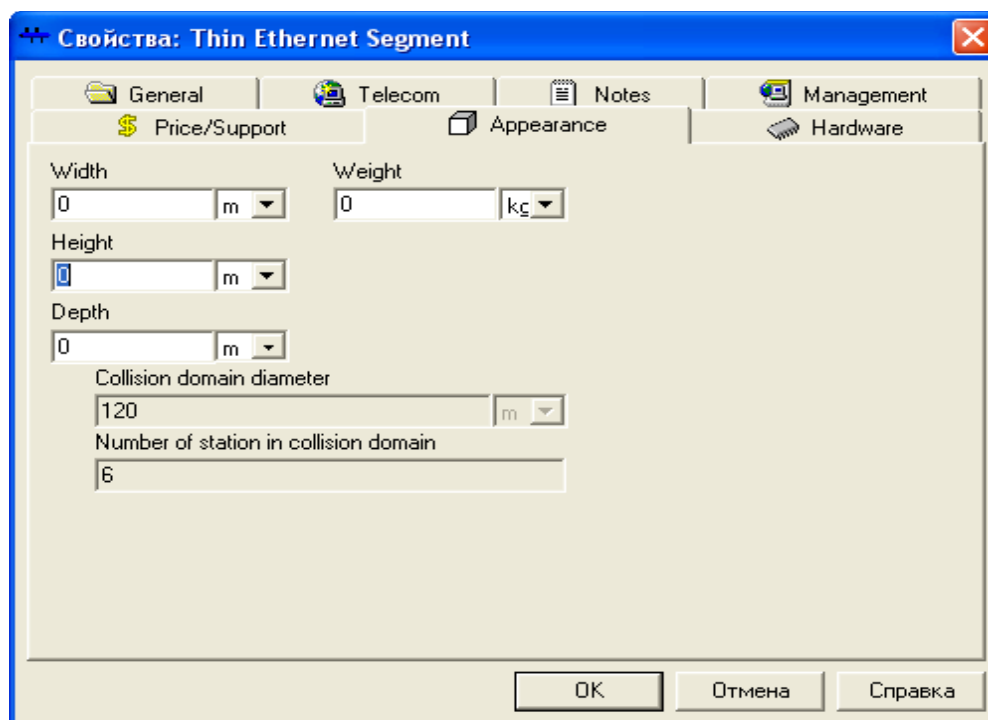 Свойства: Thin Ethernet Segment
General Telecom Notes Management
Price/Support Appearance Hardware
Width Weight
0 m 0 kg
Height
0 m
Depth
0 m
Collision domain diameter
120 m
Number of station in collision domain
6
OK Отмена Справка